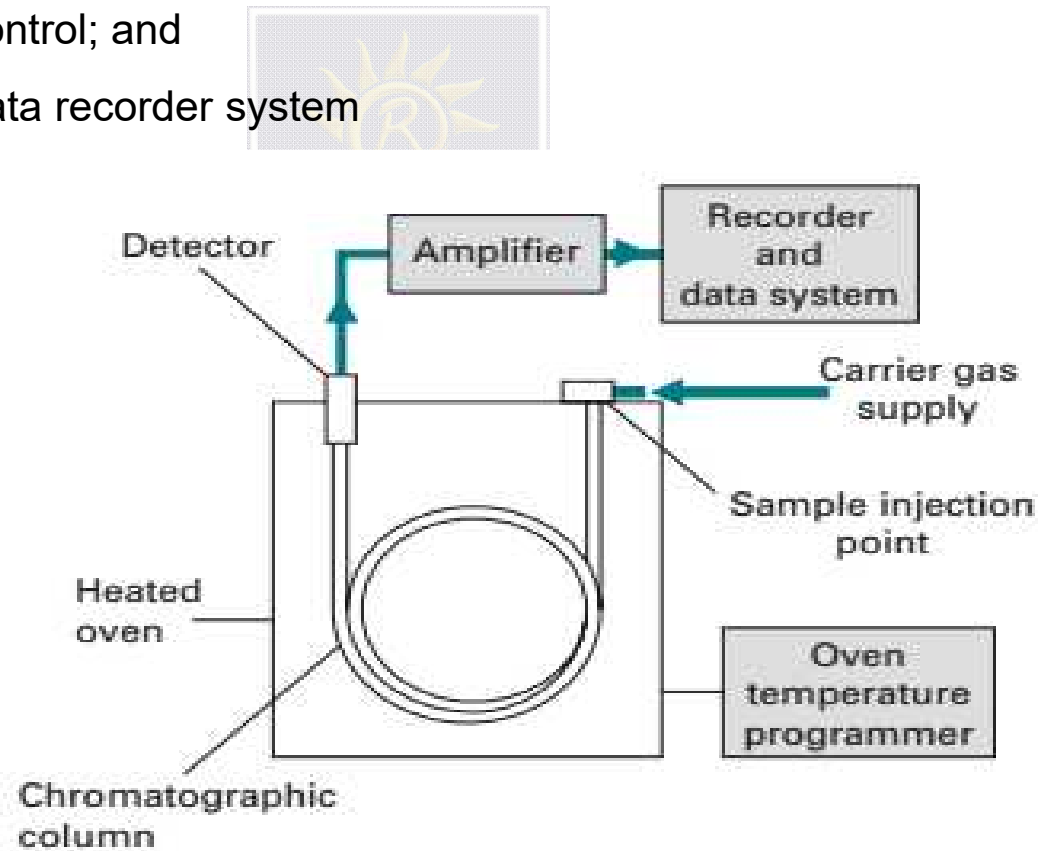 ontrol; and
ata recorder system
R
Detector
Amplifier
Recorder
and
data system
Carrier gas
supply
Sample injection
point
Heated
oven
Oven
temperature
programmer
Chromatographic
column